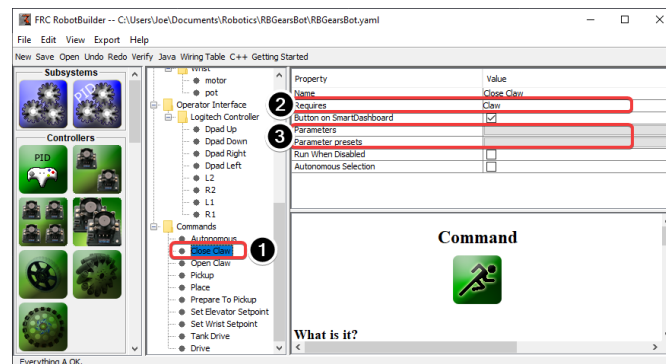 FRC RobotBuilder -- C:\Users\Joe\Documents\Robotics\RBGearsBot\RBGearsBot.yaml
File Edit View Export Help
New Save Open Undo Redo Verify Java Wiring Table C++ Getting Started
Subsystems
PID
Controllers
PID
Wrist
motor
pot
Operator Interface
Logitech Controller
Dpad Up
Dpad Down
Dpad Right
Dpad Left
L2
R2
L1
R1
Commands
Autonomous
Close Claw
1
Open Claw
Pickup
Place
Prepare To Pickup
Set Elevator Setpoint
Set Wrist Setpoint
Tank Drive
Drive
Property Value
Name Close Claw
2 Requires Claw
Button on SmartDashboard
3 Parameters
Parameter presets
Run When Disabled
Autonomous Selection
Command
What is it?
Everything A OK.